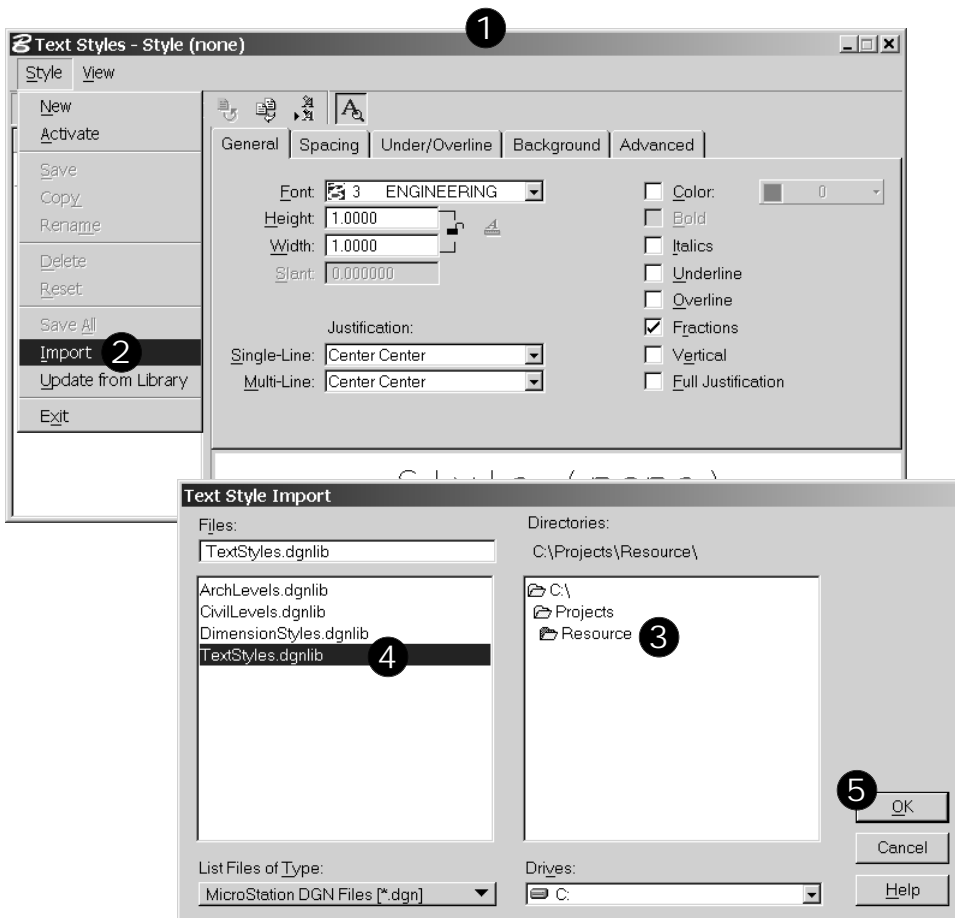 1
Text Styles - Style (none)
Style View
New
Activate
Save
Copy
Rename
Delete
Reset
Save All
Import 2
Update from Library
Exit
General Spacing Under/Overline Background Advanced
Font: 3 ENGINEERING
Height: 1.0000
Width: 1.0000
Slant: 0.000000
Justification:
Single-Line: Center Center
Multi-Line: Center Center
Color: 0
Bold
Italics
Underline
Overline
Fractions
Vertical
Full Justification
Style (none)
Text Style Import
Files:
TextStyles.dgnlib
ArchLevels.dgnlib
CivilLevels.dgnlib
DimensionStyles.dgnlib
TextStyles.dgnlib 4
List Files of Type:
MicroStation DGN Files [*.dgn]
Directories:
C:\Projects\Resource\
C:\
Projects
Resource 3
Drives:
C:
5
OK
Cancel
Help